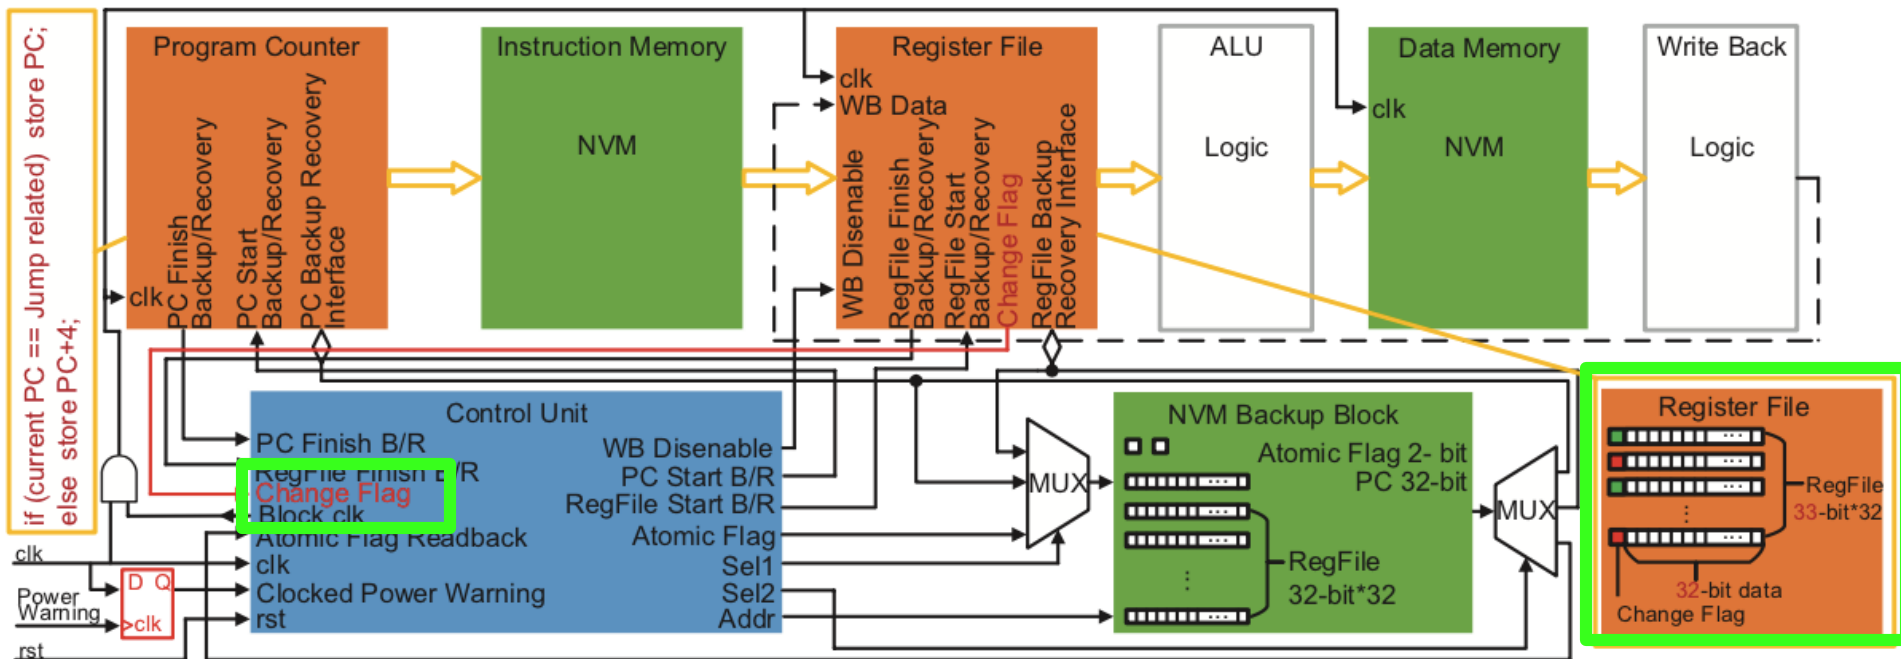 if (current PC == Jump related) store PC;
else store PC+4;
Program Counter
clk
PC Finish
Backup/Recovery
PC Start
Backup/Recovery
PC Backup Recovery
Interface
Instruction Memory
NVM
Register File
clk
WB Data
WB Disenable
RegFile Finish
Backup/Recovery
RegFile Start
Backup/Recovery
Change Flag
RegFile Backup
Recovery Interface
ALU
Logic
Data Memory
clk
NVM
Write Back
Logic
Control Unit
PC Finish B/R
RegFile Finish B/R
Change Flag
Block clk
Atomic Flag Readback
clk
Clocked Power Warning
rst
WB Disenable
PC Start B/R
RegFile Start B/R
Atomic Flag
Sel1
Sel2
Addr
clk
Power
Warning
rst
D Q
>clk
MUX
NVM Backup Block
Atomic Flag 2- bit
PC 32-bit
...
...
...
RegFile
32-bit*32
...
MUX
Register File
...
...
...
RegFile
33-bit*32
...
32-bit data
Change Flag